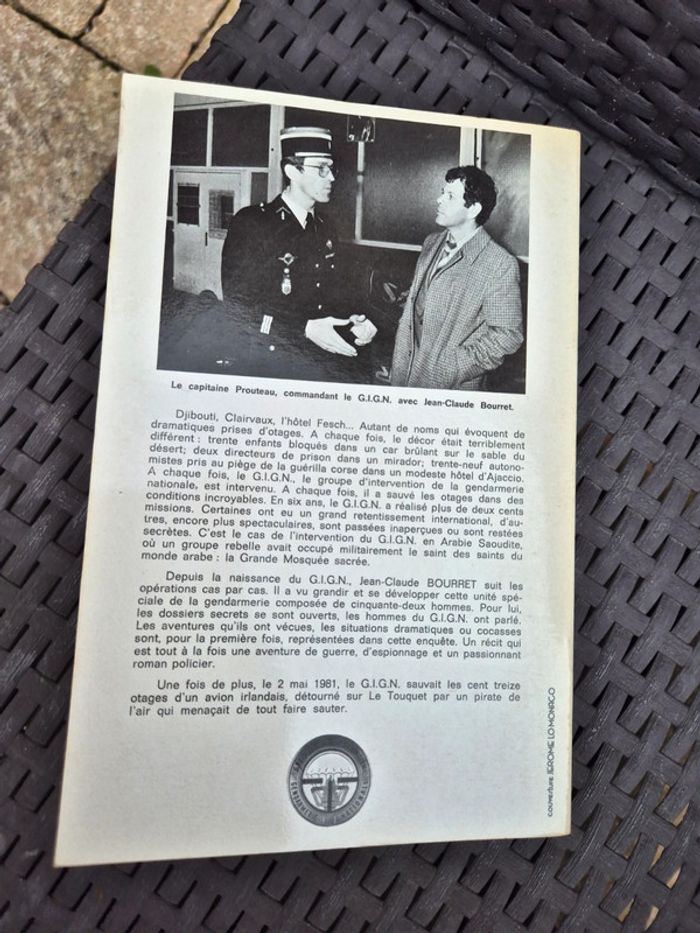 Le capitaine Prouteau, commandant le G.I.G.N. avec Jean-Claude Bourret.
Djibouti, Clairvaux, l'hôtel Fesch... Autant de noms qui évoquent de
dramatiques prises d'otages. A chaque fois, le décor était terriblement
différent : trente enfants bloqués dans un car brûlant sur le sable du
désert; deux directeurs de prison dans un mirador; trente-neuf autono-
mistes pris au piège de la guérilla corse dans un modeste hôtel d'Ajaccio.
A chaque fois, le G.I.G.N., le groupe d'intervention de la gendarmerie
nationale, est intervenu. A chaque fois, il a sauvé les otages dans des
conditions incroyables. En six ans, le G.I.G.N. a réalisé plus de deux cents
missions. Certaines ont eu un grand retentissement international, d'au-
tres, encore plus spectaculaires, sont passées inaperçues ou sont restées
secrètes. C'est le cas de l'intervention du G.I.G.N. en Arabie Saoudite,
où un groupe rebelle avait occupé militairement le saint des saints du
monde arabe : la Grande Mosquée sacrée.
Depuis la naissance du G.I.G.N., Jean-Claude BOURRET suit les
opérations cas par cas. Il a vu grandir et se développer cette unité spé-
ciale de la gendarmerie composée de cinquante-deux hommes. Pour lui,
les dossiers secrets se sont ouverts, les hommes du G.I.G.N. ont parlé.
Les aventures qu'ils ont vécues, les situations dramatiques ou cocasses
sont, pour la première fois, représentées dans cette enquête. Un récit qui
est tout à la fois une aventure de guerre, d'espionnage et un passionnant
roman policier.
Une fois de plus, le 2 mai 1981, le G.I.G.N. sauvait les cent treize
otages d'un avion irlandais, détourné sur Le Touquet par un pirate de
l'air qui menaçait de tout faire sauter.
couverture JEROME LO MONACO
GENDARMERIE NATIONALE